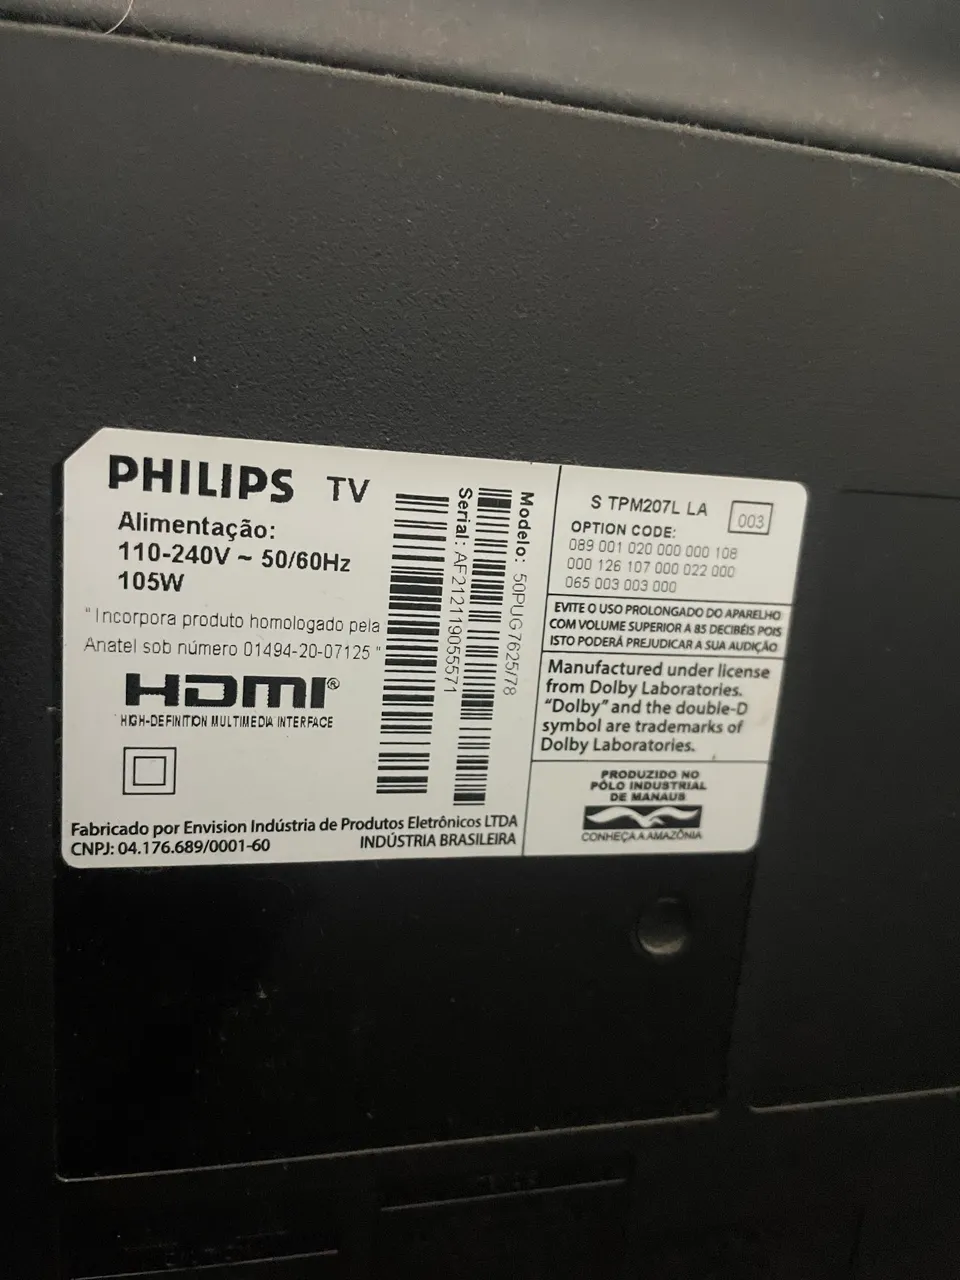 PHILIPS TV
Alimentação:
110-240V ~ 50/60Hz
105W
"Incorpora produto homologado pela
Anatel sob número 01494-20-07125 "
HDMI®
HIGH-DEFINITION MULTIMEDIA INTERFACE
Fabricado por Envision Indústria de Produtos Eletrônicos LTDA
CNPJ: 04.176.689/0001-60 INDÚSTRIA BRASILEIRA
Modelo: 50PUG7625/78
Serial: AF212119055571
S TPM207L LA 003
OPTION CODE:
089 001 020 000 000 108
000 126 107 000 022 000
065 003 003 000
EVITE O USO PROLONGADO DO APARELHO
COM VOLUME SUPERIOR A 85 DECIBÉIS POIS
ISTO PODERÁ PREJUDICAR A SUA AUDIÇÃO
Manufactured under license
from Dolby Laboratories.
"Dolby" and the double-D
symbol are trademarks of
Dolby Laboratories.
PRODUZIDO NO
PÓLO INDUSTRIAL
DE MANAUS
CONHEÇA A AMAZÔNIA